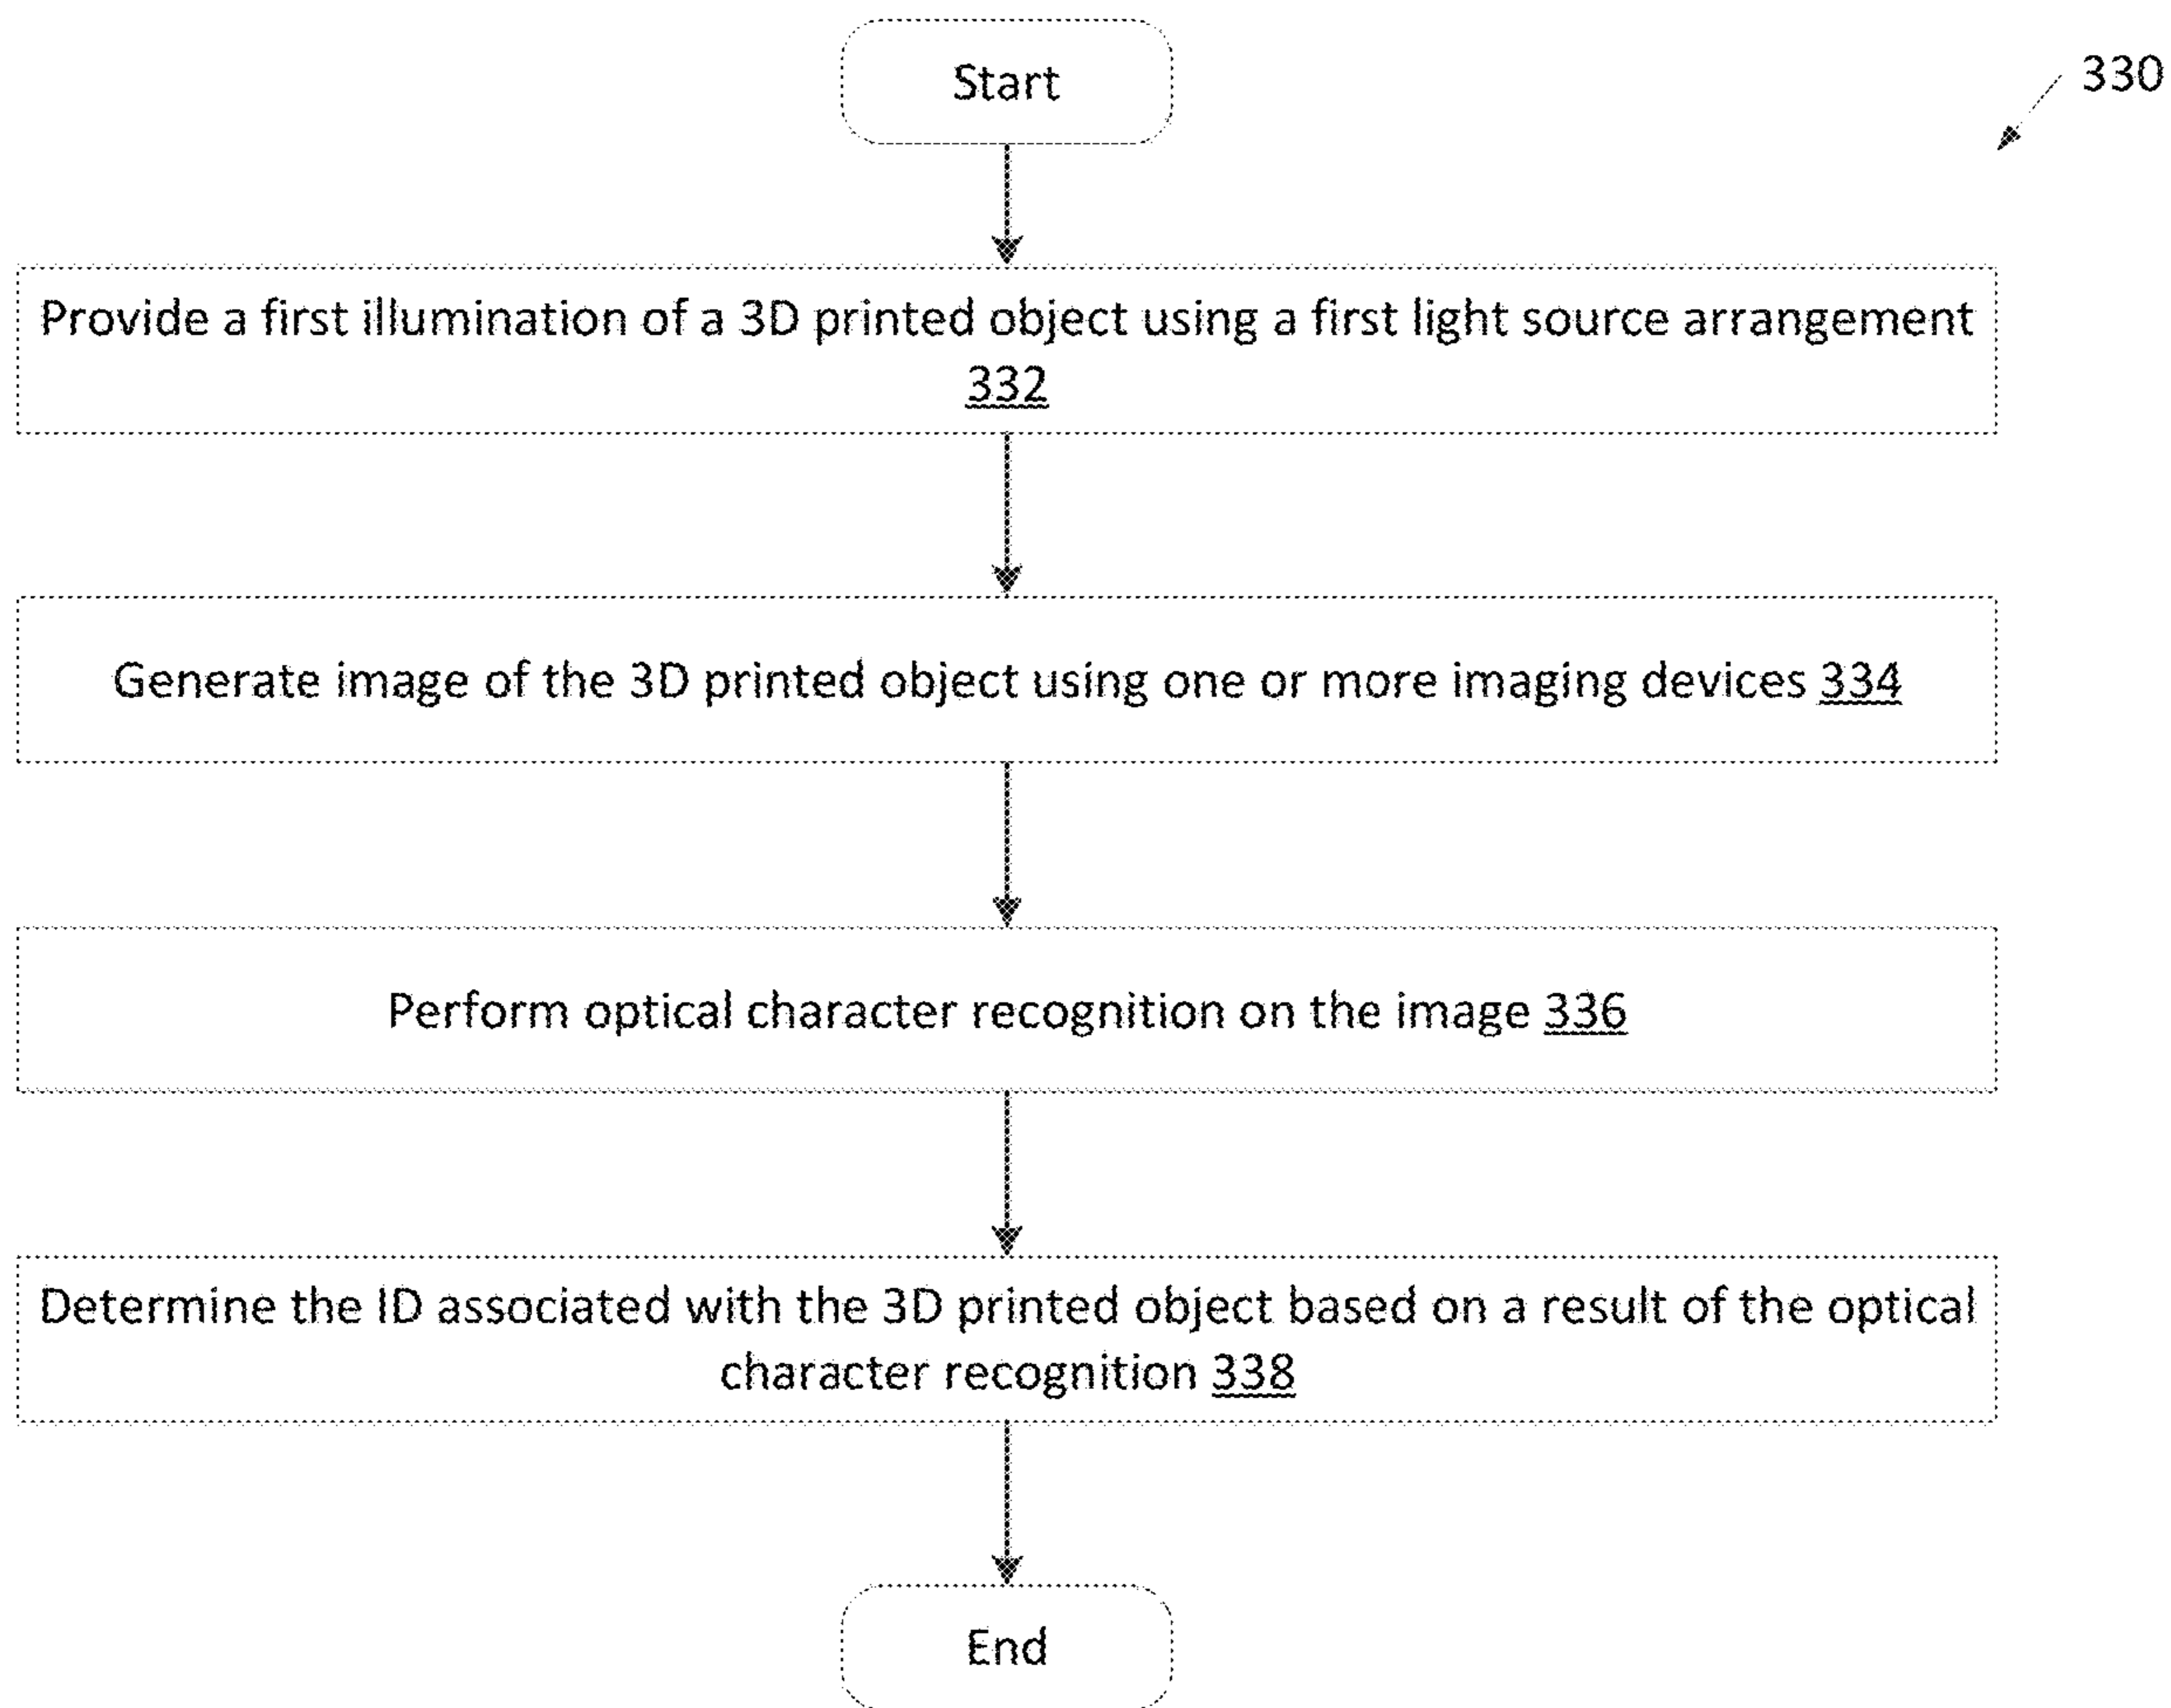 Start
330
Provide a first illumination of a 3D printed object using a first light source arrangement
332
Generate image of the 3D printed object using one or more imaging devices 334
Perform optical character recognition on the image 336
Determine the ID associated with the 3D printed object based on a result of the optical
character recognition 338
End